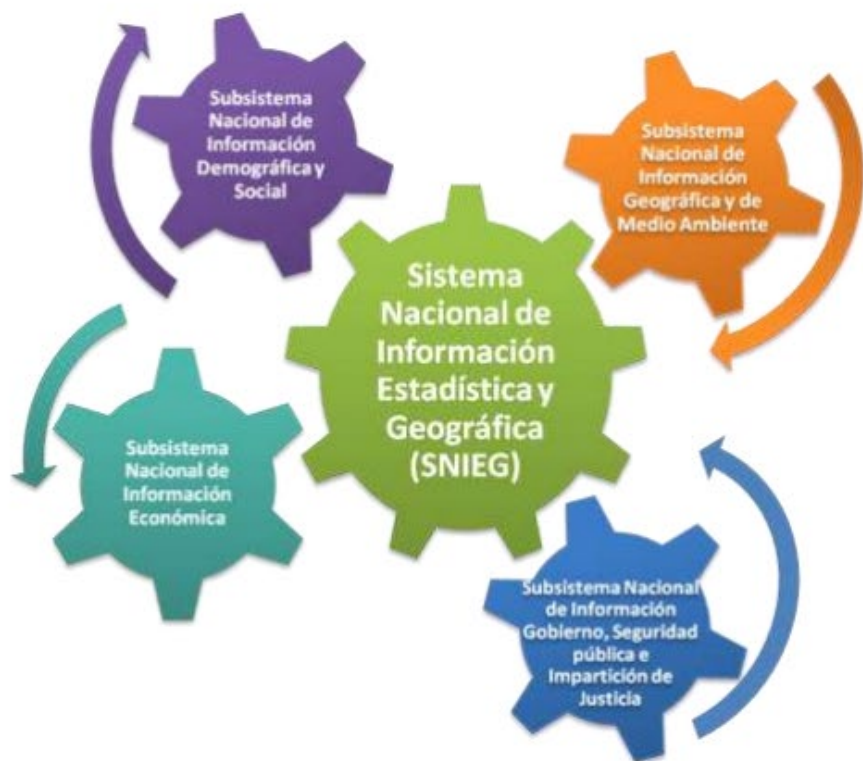 Subsistema
Nacional de
Información
Demográfica y
Social
Subsistema
Nacional de
Información
Geográfica y de
Medio Ambiente
Sistema
Nacional de
Información
Estadística y
Geográfica
(SNIEG)
Subsistema
Nacional de
Información
Económica
Subsistema Nacional
de Información
Gobierno, Seguridad
pública e
Impartición de
Justicia